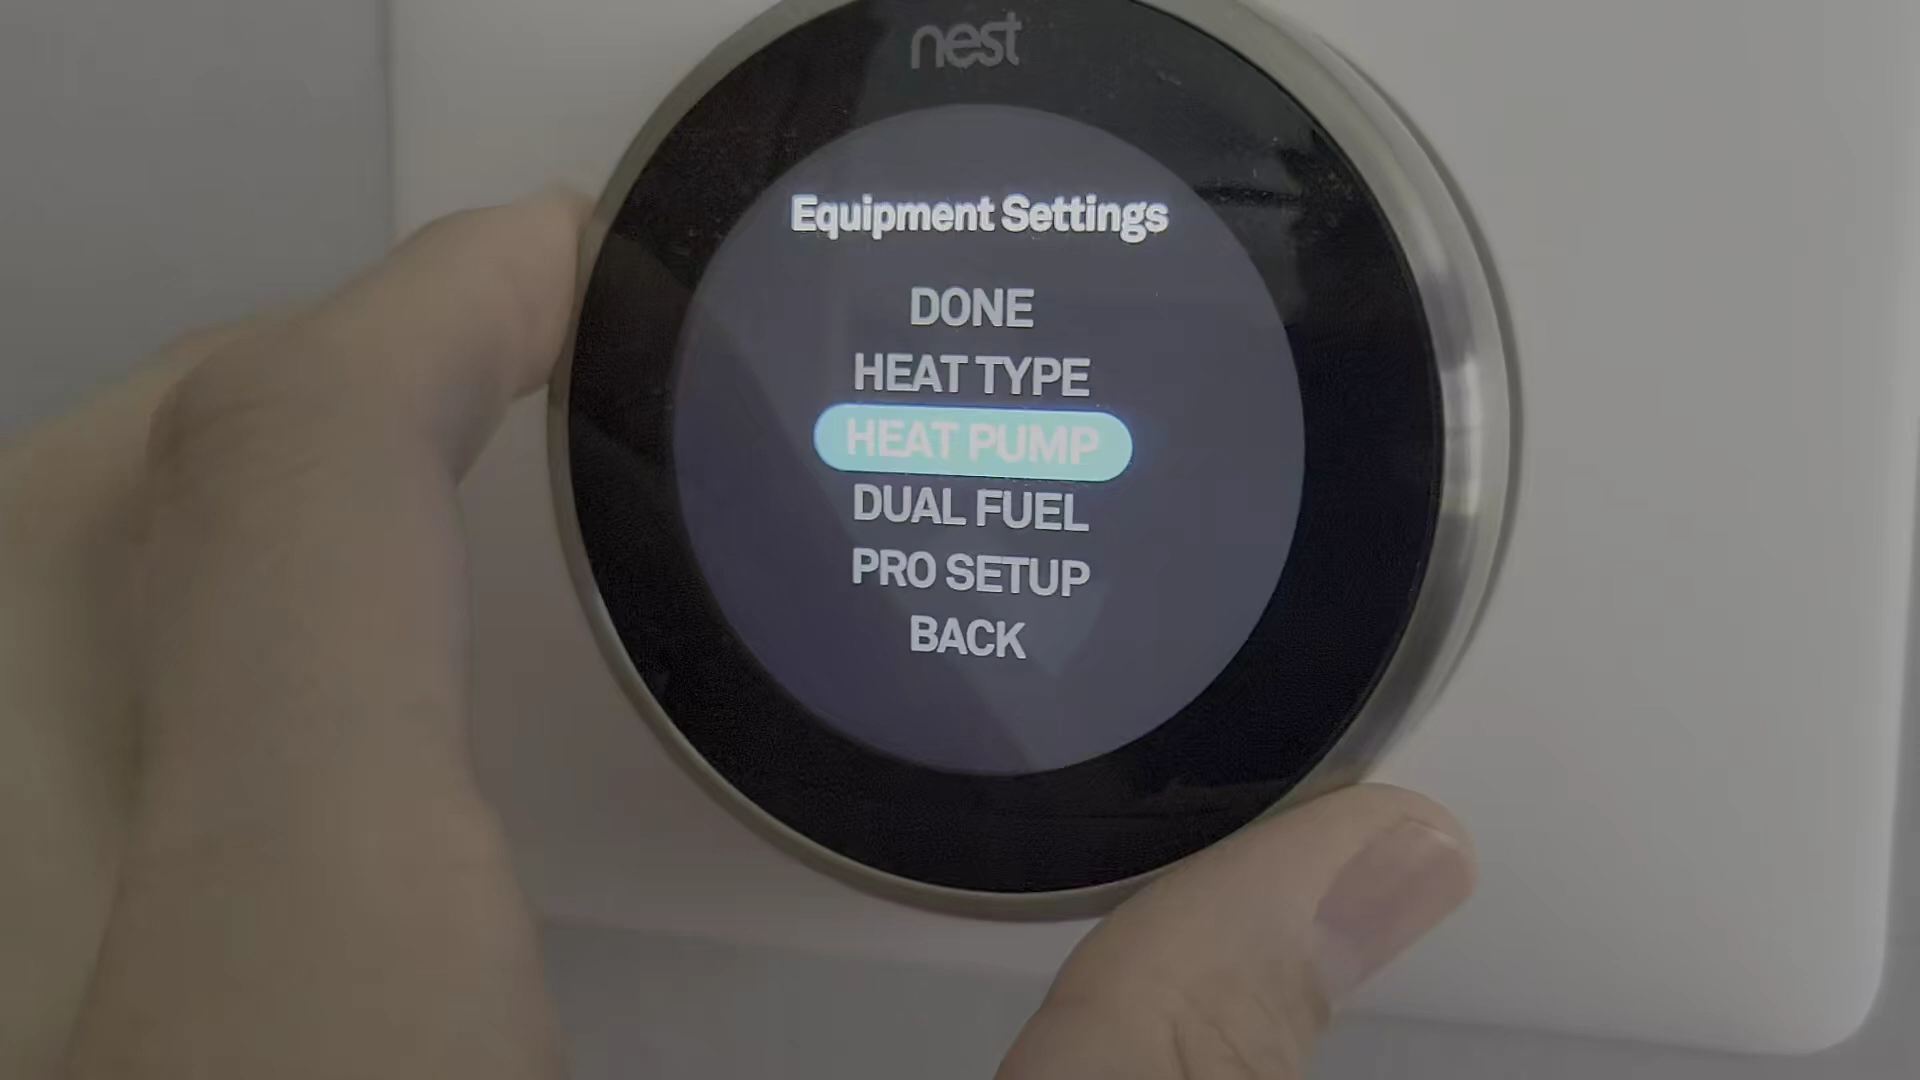 nest
Equipment Settings
DONE
HEAT TYPE
HEAT PUMP
DUAL FUEL
PRO SETUP
BACK